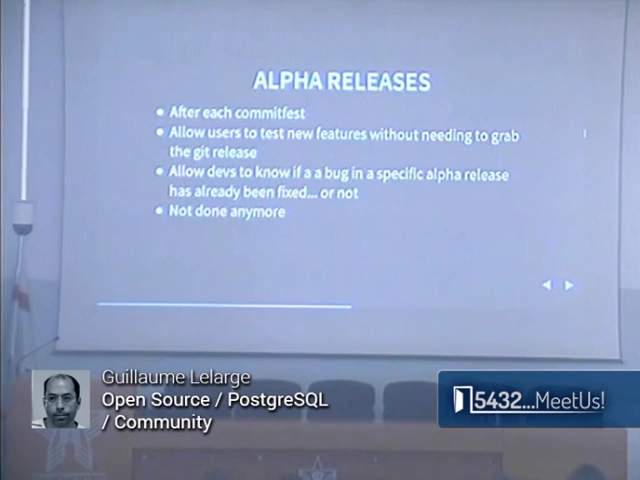 ALPHA RELEASES
● After each commitfest
● Allow users to test new features without needing to grab
the git release
● Allow devs to know if a a bug in a specific alpha release
has already been fixed... or not
● Not done anymore
Guillaume Lelarge
Open Source / PostgreSQL
/ Community
5432...MeetUs!